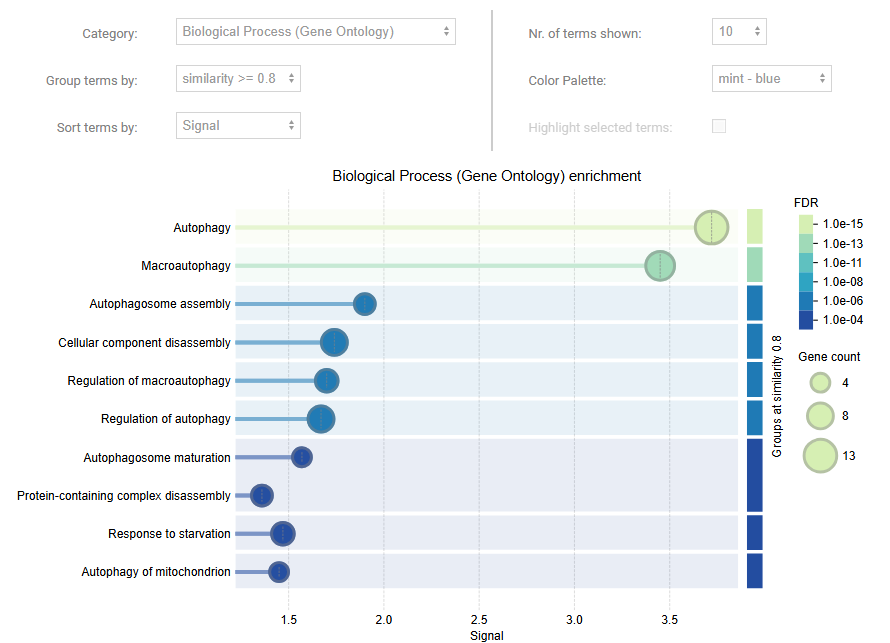 Category: Biological Process (Gene Ontology)
Group terms by: similarity >= 0.8
Sort terms by: Signal
Nr. of terms shown: 10
Color Palette: mint - blue
Highlight selected terms:
Biological Process (Gene Ontology) enrichment
Autophagy
Macroautophagy
Autophagosome assembly
Cellular component disassembly
Regulation of macroautophagy
Regulation of autophagy
Autophagosome maturation
Protein-containing complex disassembly
Response to starvation
Autophagy of mitochondrion
1.5 2.0 2.5 3.0 3.5
Signal
Groups at similarity 0.8
FDR
1.0e-15
1.0e-13
1.0e-11
1.0e-08
1.0e-06
1.0e-04
Gene count
4
8
13